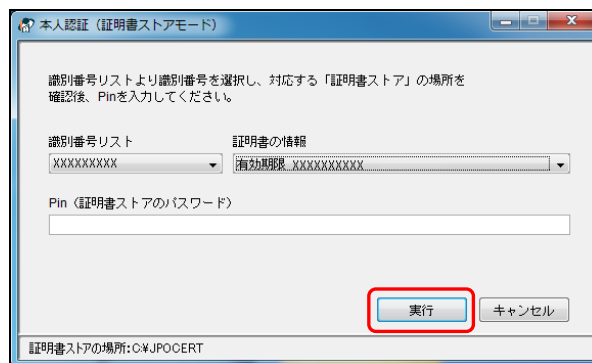 本人認証（証明書ストアモード）
識別番号リストより識別番号を選択し、対応する「証明書ストア」の場所を
確認後、Pinを入力してください。
識別番号リスト 証明書の情報
XXXXXXXXX 有効期限 XXXXXXXXXX
Pin（証明書ストアのパスワード）
実行 キャンセル
証明書ストアの場所:C:¥JPOCERT